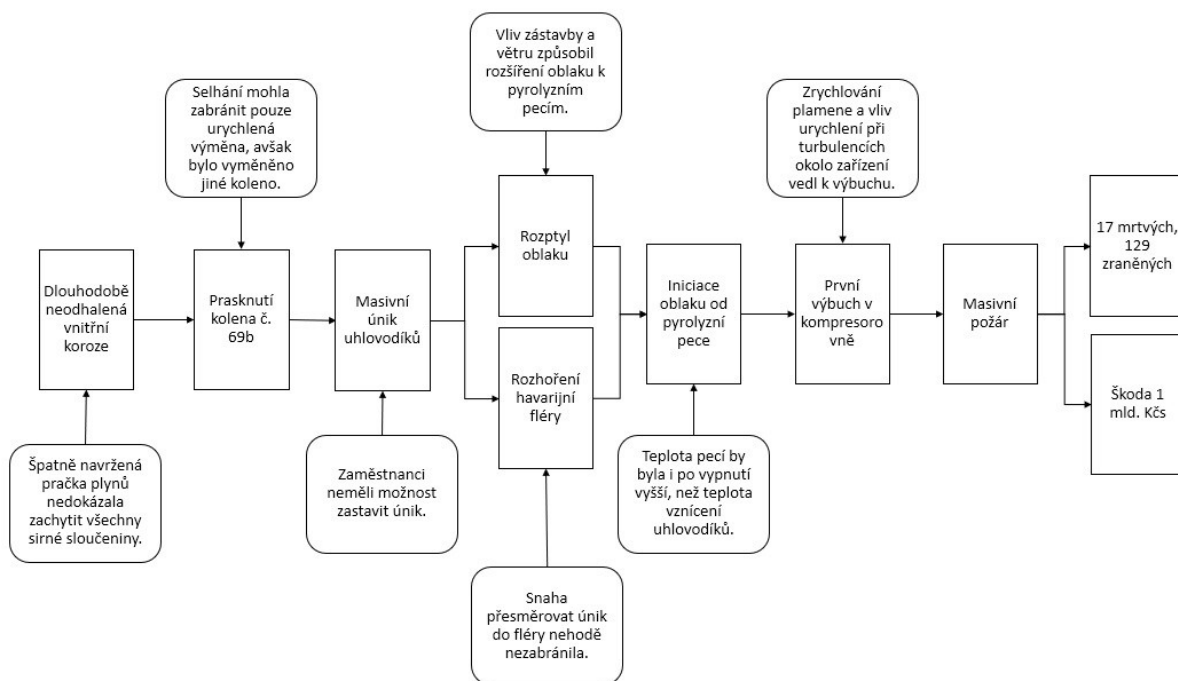 Vliv zástavby a
větru způsobil
rozšíření oblaku k
pyrolyzním
pecím.
Selhání mohla
zabránit pouze
urychlená
výměna, avšak
bylo vyměněno
jiné koleno.
Zrychlování
plamene a vliv
urychlení při
turbulencích
okolo zařízení
vedl k výbuchu.
Dlouhodobě
neodhalená
vnitřní
koroze
Prasknutí
kolena č.
69b
Masivní
únik
uhlovodíků
Rozptyl
oblaku
Rozhoření
havarijní
fléry
Iniciace
oblaku od
pyrolyzní
pece
První
výbuch v
kompresoro
vně
Masivní
požár
17 mrtvých,
129
zraněných
Škoda 1
mld. Kčs
Špatně navržená
pračka plynů
nedokázala
zachytit všechny
sirné sloučeniny.
Zaměstnanci
neměli možnost
zastavit únik.
Teplota pecí by
byla i po vypnutí
vyšší, než teplota
vznícení
uhlovodíků.
Snaha
přesměrovat únik
do fléry nehodě
nezabránila.